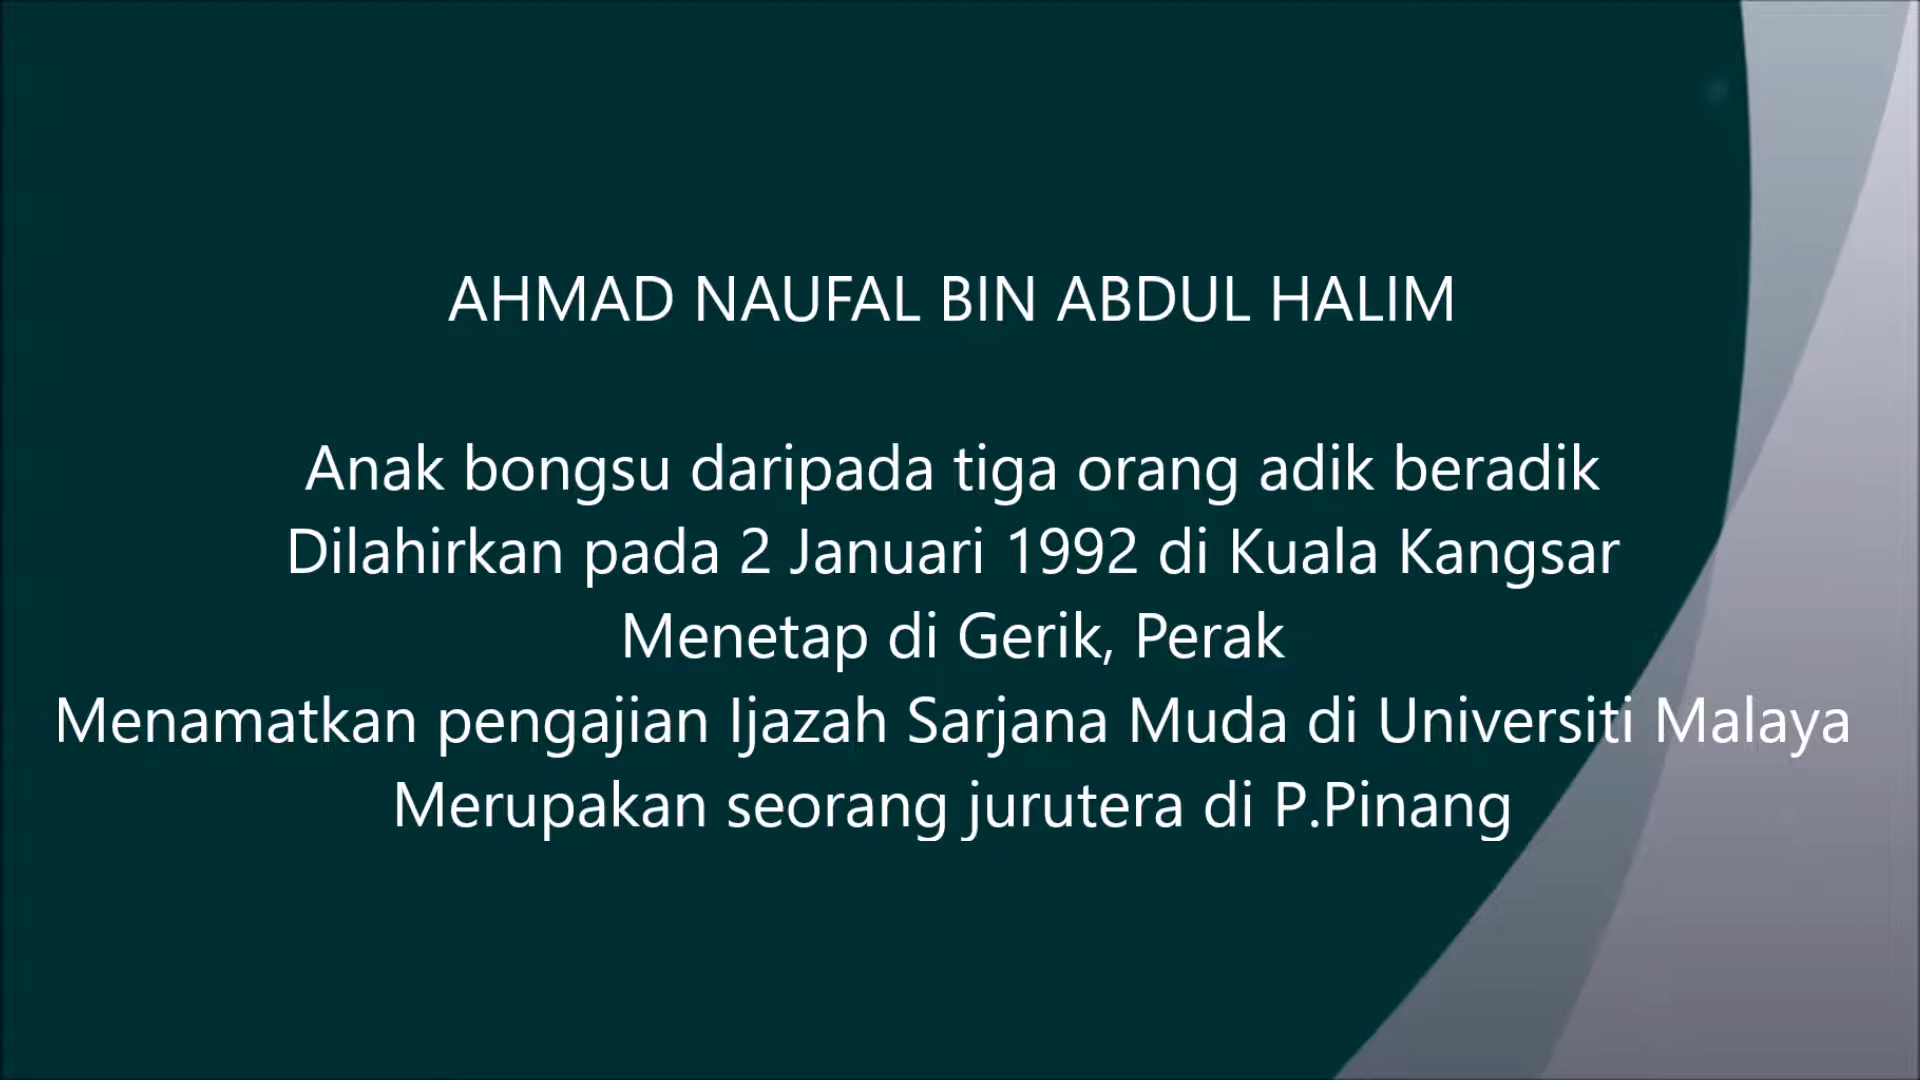 AHMAD NAUFAL BIN ABDUL HALIM
Anak bongsu daripada tiga orang adik beradik
Dilahirkan pada 2 Januari 1992 di Kuala Kangsar
Menetap di Gerik, Perak
Menamatkan pengajian Ijazah Sarjana Muda di Universiti Malaya
Merupakan seorang jurutera di P.Pinang